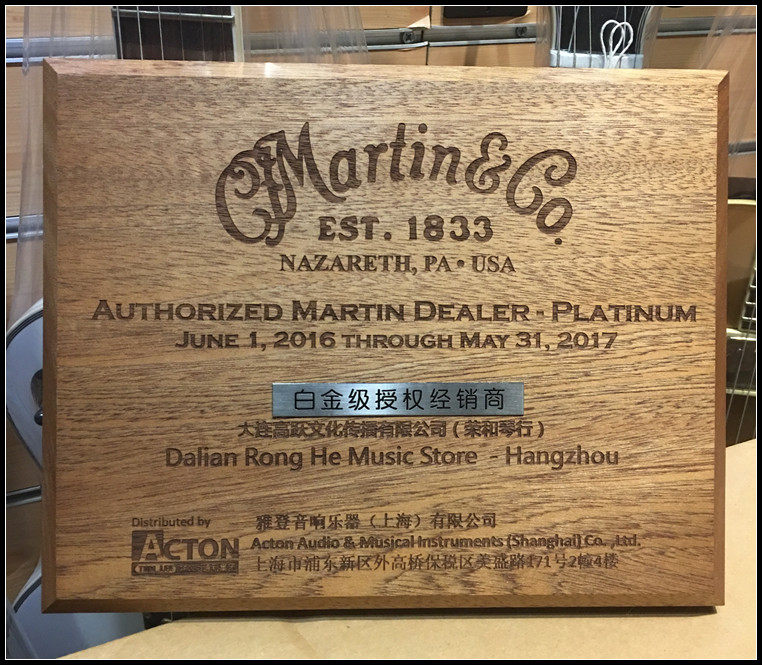 CF Martin & Co.
EST. 1833
NAZARETH, PA • USA
AUTHORIZED MARTIN DEALER - PLATINUM
JUNE 1, 2016 THROUGH MAY 31, 2017
白金级授权经销商
大连高跃文化传播有限公司（荣和琴行）
Dalian Rong He Music Store - Hangzhou
Distributed by
ACTON
雅登音响乐器（上海）有限公司
Acton Audio & Musical Instruments (Shanghai) Co. ,Ltd.
上海市浦东新区外高桥保税区美盛路171号2幢4楼